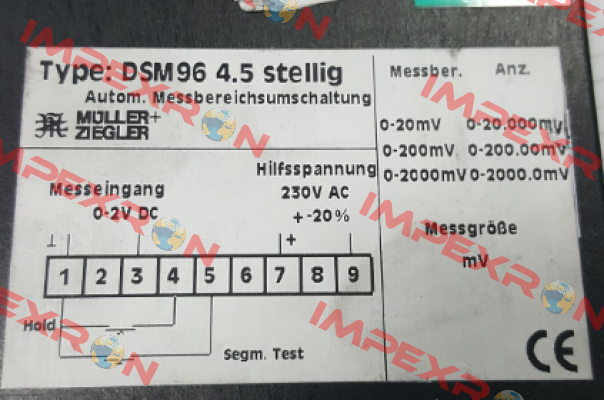 Type: DSM96 4.5 stellig
Autom. Messbereichsumschaltung
MÜLLER+
ZIEGLER
Messeingang
0-2V DC
Hilfsspannung
230V AC
+-20%
⊥
+
1 2 3 4 5 6 7 8 9
Hold
Segm. Test
Messber. Anz.
0-20mV 0-20.000mV
0-200mV 0-200.00mV
0-2000mV 0-2000.0mV
Messgröße
mV
CE
IMPEXRON
IMPEXRON
IMPEXRON
IMPEXRON
IMPEXRON